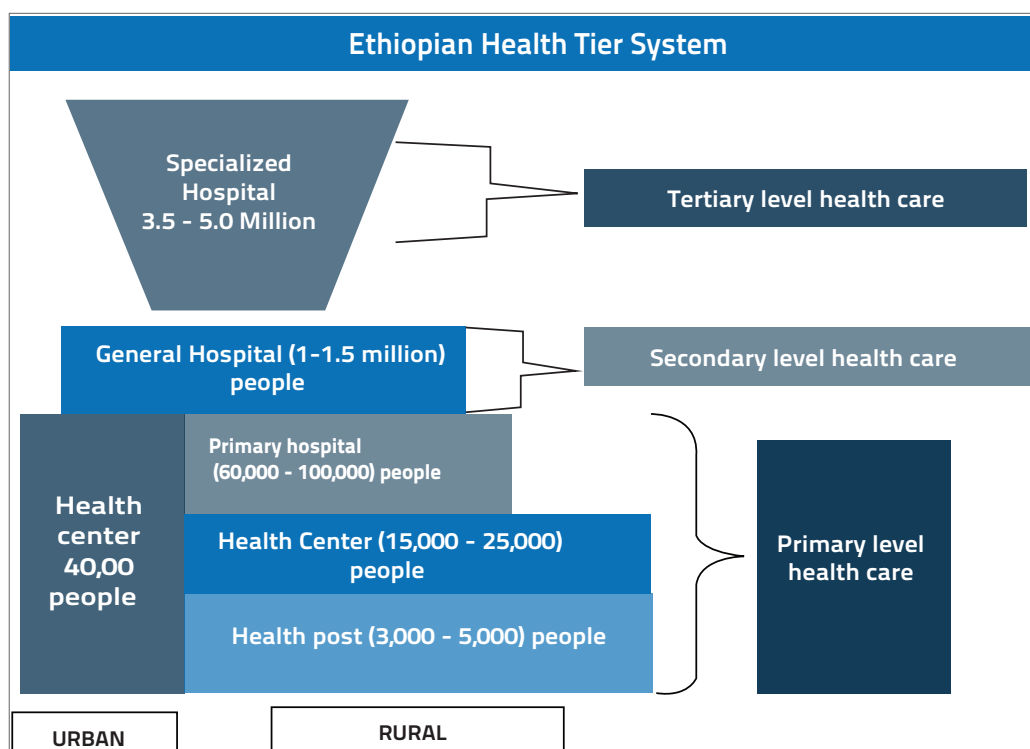 Ethiopian Health Tier System
Specialized
Hospital
3.5 - 5.0 Million
Tertiary level health care
General Hospital (1-1.5 million)
people
Secondary level health care
Primary hospital
(60,000 - 100,000) people
Health
center
40,00
people
Health Center (15,000 - 25,000)
people
Primary level
health care
Health post (3,000 - 5,000) people
URBAN
RURAL